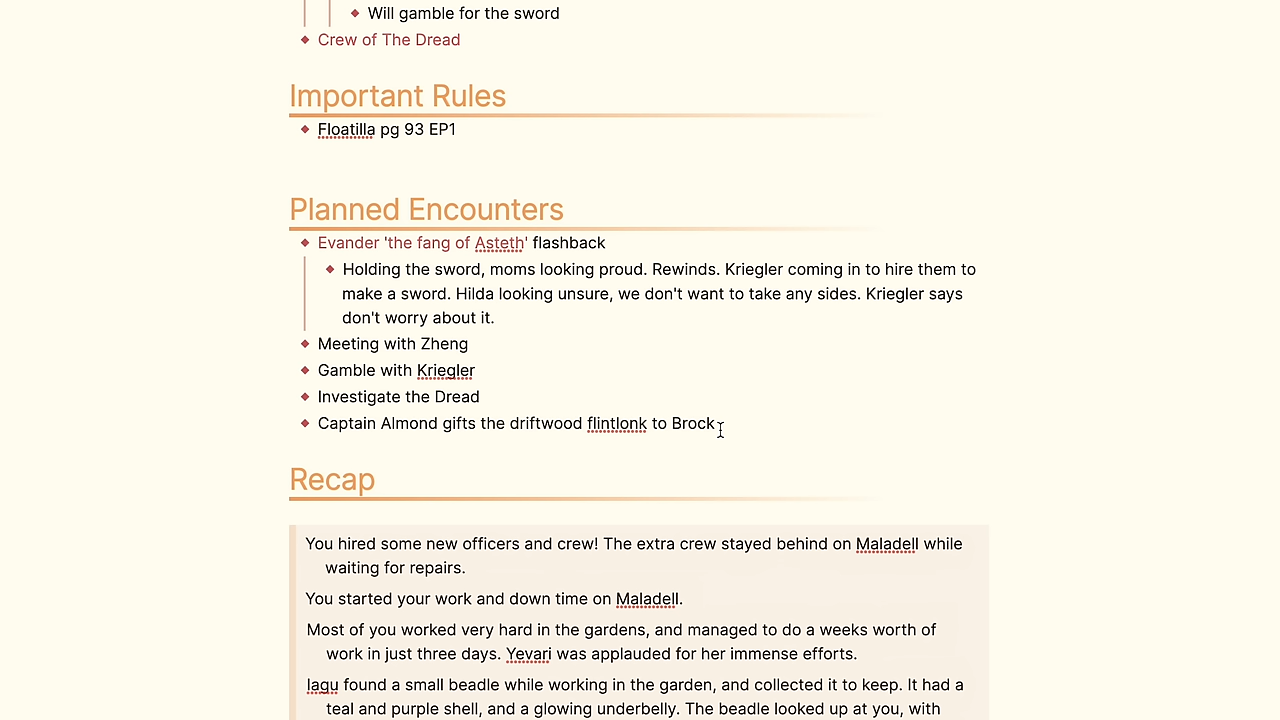 Will gamble for the sword
Crew of The Dread
Important Rules
Floatilla pg 93 EP1
Planned Encounters
Evander 'the fang of Asteth' flashback
Holding the sword, moms looking proud. Rewinds. Kriegler coming in to hire them to
make a sword. Hilda looking unsure, we don't want to take any sides. Kriegler says
don't worry about it.
Meeting with Zheng
Gamble with Kriegler
Investigate the Dread
Captain Almond gifts the driftwood flintlonk to Brock
Recap
You hired some new officers and crew! The extra crew stayed behind on Maladell while
waiting for repairs.
You started your work and down time on Maladell.
Most of you worked very hard in the gardens, and managed to do a weeks worth of
work in just three days. Yevari was applauded for her immense efforts.
Iagu found a small beadle while working in the garden, and collected it to keep. It had a
teal and purple shell, and a glowing underbelly. The beadle looked up at you, with